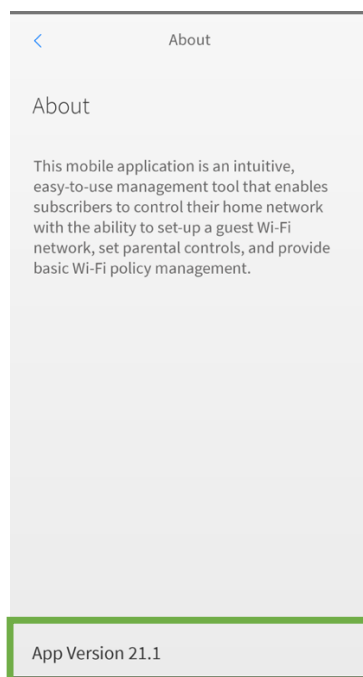 About
About
This mobile application is an intuitive,
easy-to-use management tool that enables
subscribers to control their home network
with the ability to set-up a guest Wi-Fi
network, set parental controls, and provide
basic Wi-Fi policy management.
App Version 21.1